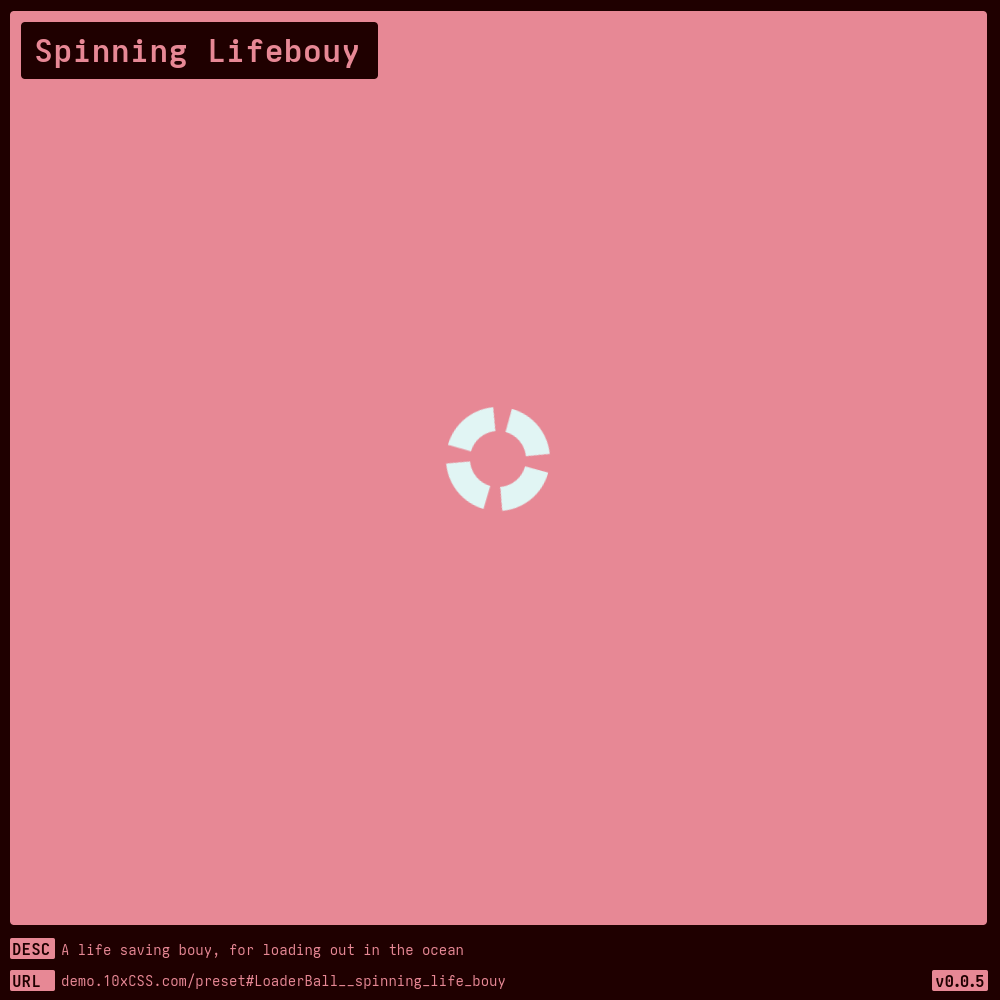 Spinning Lifebouy
DESC A life saving bouy, for loading out in the ocean
URL demo.10xCSS.com/preset#LoaderBall__spinning_life_bouy
v0.0.5